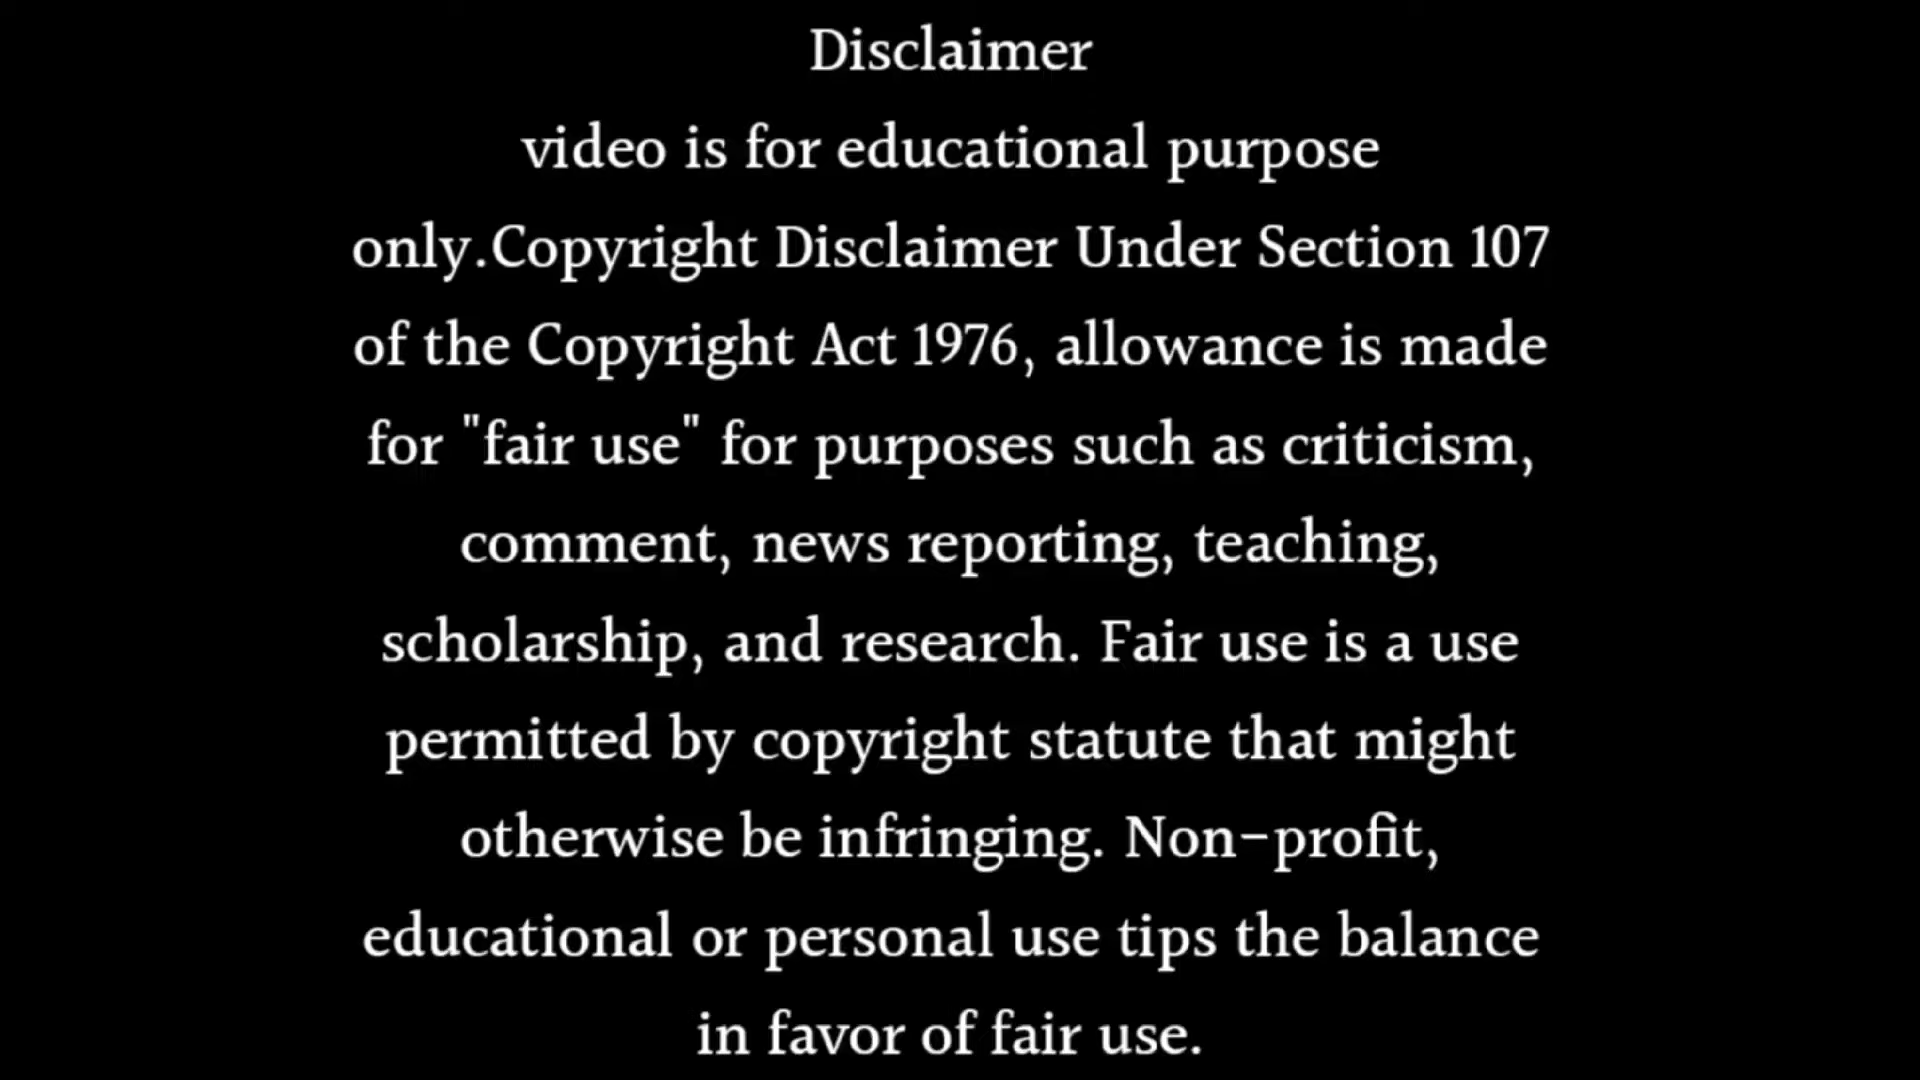 Disclaimer
video is for educational purpose
only.Copyright Disclaimer Under Section 107
of the Copyright Act 1976, allowance is made
for "fair use" for purposes such as criticism,
comment, news reporting, teaching,
scholarship, and research. Fair use is a use
permitted by copyright statute that might
otherwise be infringing. Non-profit,
educational or personal use tips the balance
in favor of fair use.